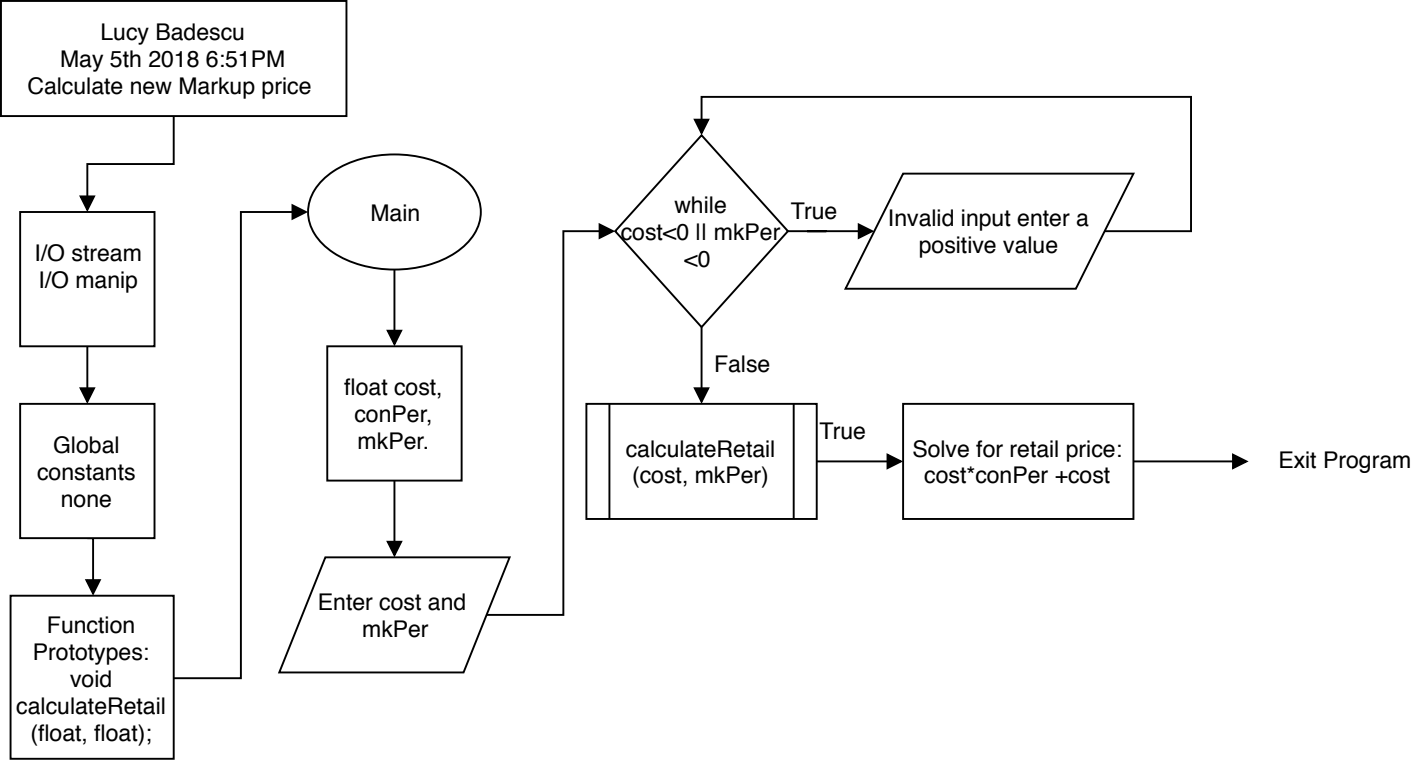 Lucy Badescu
May 5th 2018 6:51PM
Calculate new Markup price
I/O stream
I/O manip
Global
constants
none
Function
Prototypes:
void
calculateRetail
(float, float);
Main
float cost,
conPer,
mkPer.
Enter cost and
mkPer
while
cost<0 || mkPer
<0
True
Invalid input enter a
positive value
False
calculateRetail
(cost, mkPer)
True
Solve for retail price:
cost*conPer +cost
Exit Program